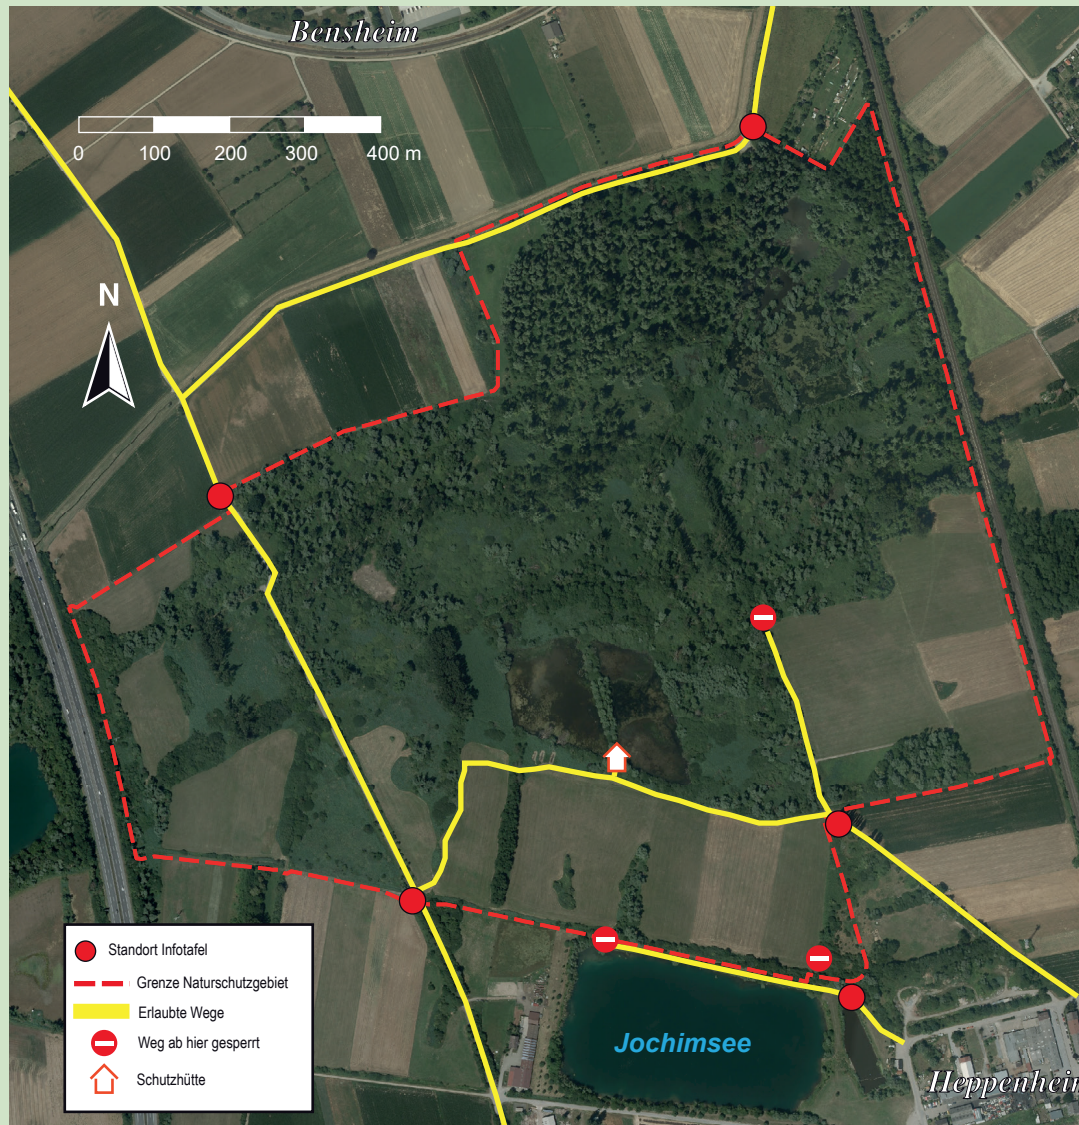 Bensheim
0 100 200 300 400 m
N
Standort Infotafel
Grenze Naturschutzgebiet
Erlaubte Wege
Weg ab hier gesperrt
Schutzhütte
Jochimsee
Heppenheim